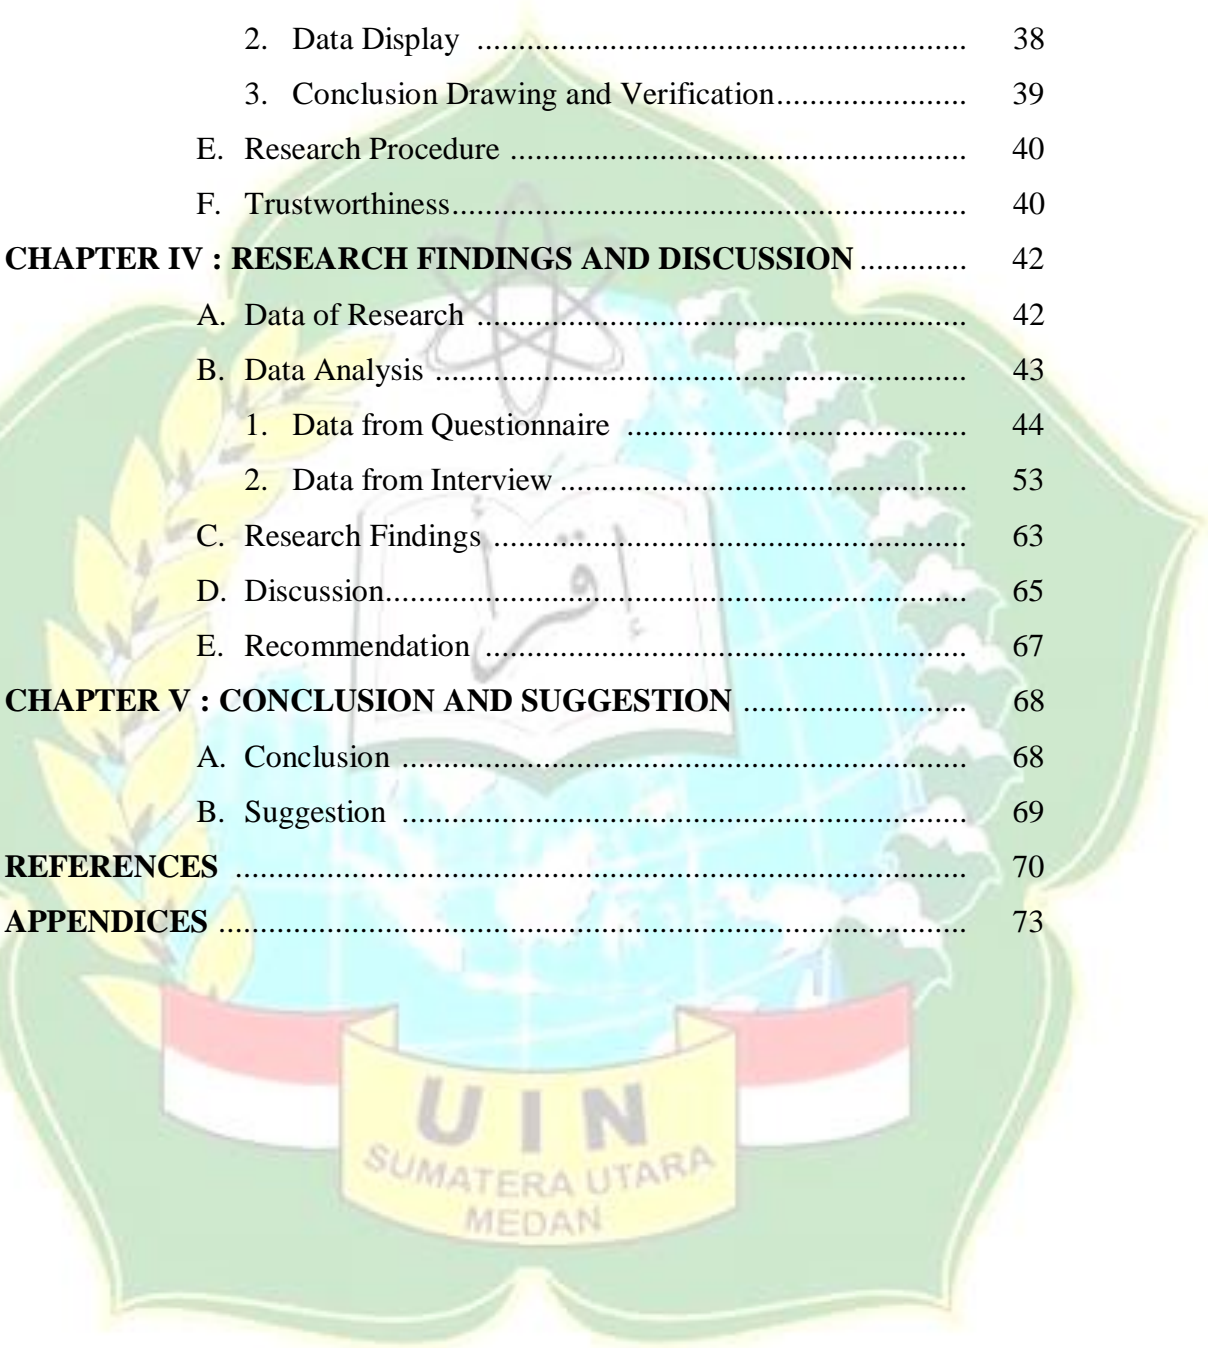 2. Data Display ........................................................... 38
3. Conclusion Drawing and Verification....................... 39
E. Research Procedure ....................................................... 40
F. Trustworthiness.............................................................. 40
CHAPTER IV : RESEARCH FINDINGS AND DISCUSSION............. 42
A. Data of Research ........................................................... 42
B. Data Analysis ................................................................ 43
1. Data from Questionnaire ......................................... 44
2. Data from Interview ................................................. 53
C. Research Findings ......................................................... 63
D. Discussion...................................................................... 65
E. Recommendation .......................................................... 67
CHAPTER V : CONCLUSION AND SUGGESTION ........................... 68
A. Conclusion .................................................................... 68
B. Suggestion .................................................................... 69
REFERENCES ........................................................................................ 70
APPENDICES .......................................................................................... 73
إقرأ
UIN
SUMATERA UTARA
MEDAN